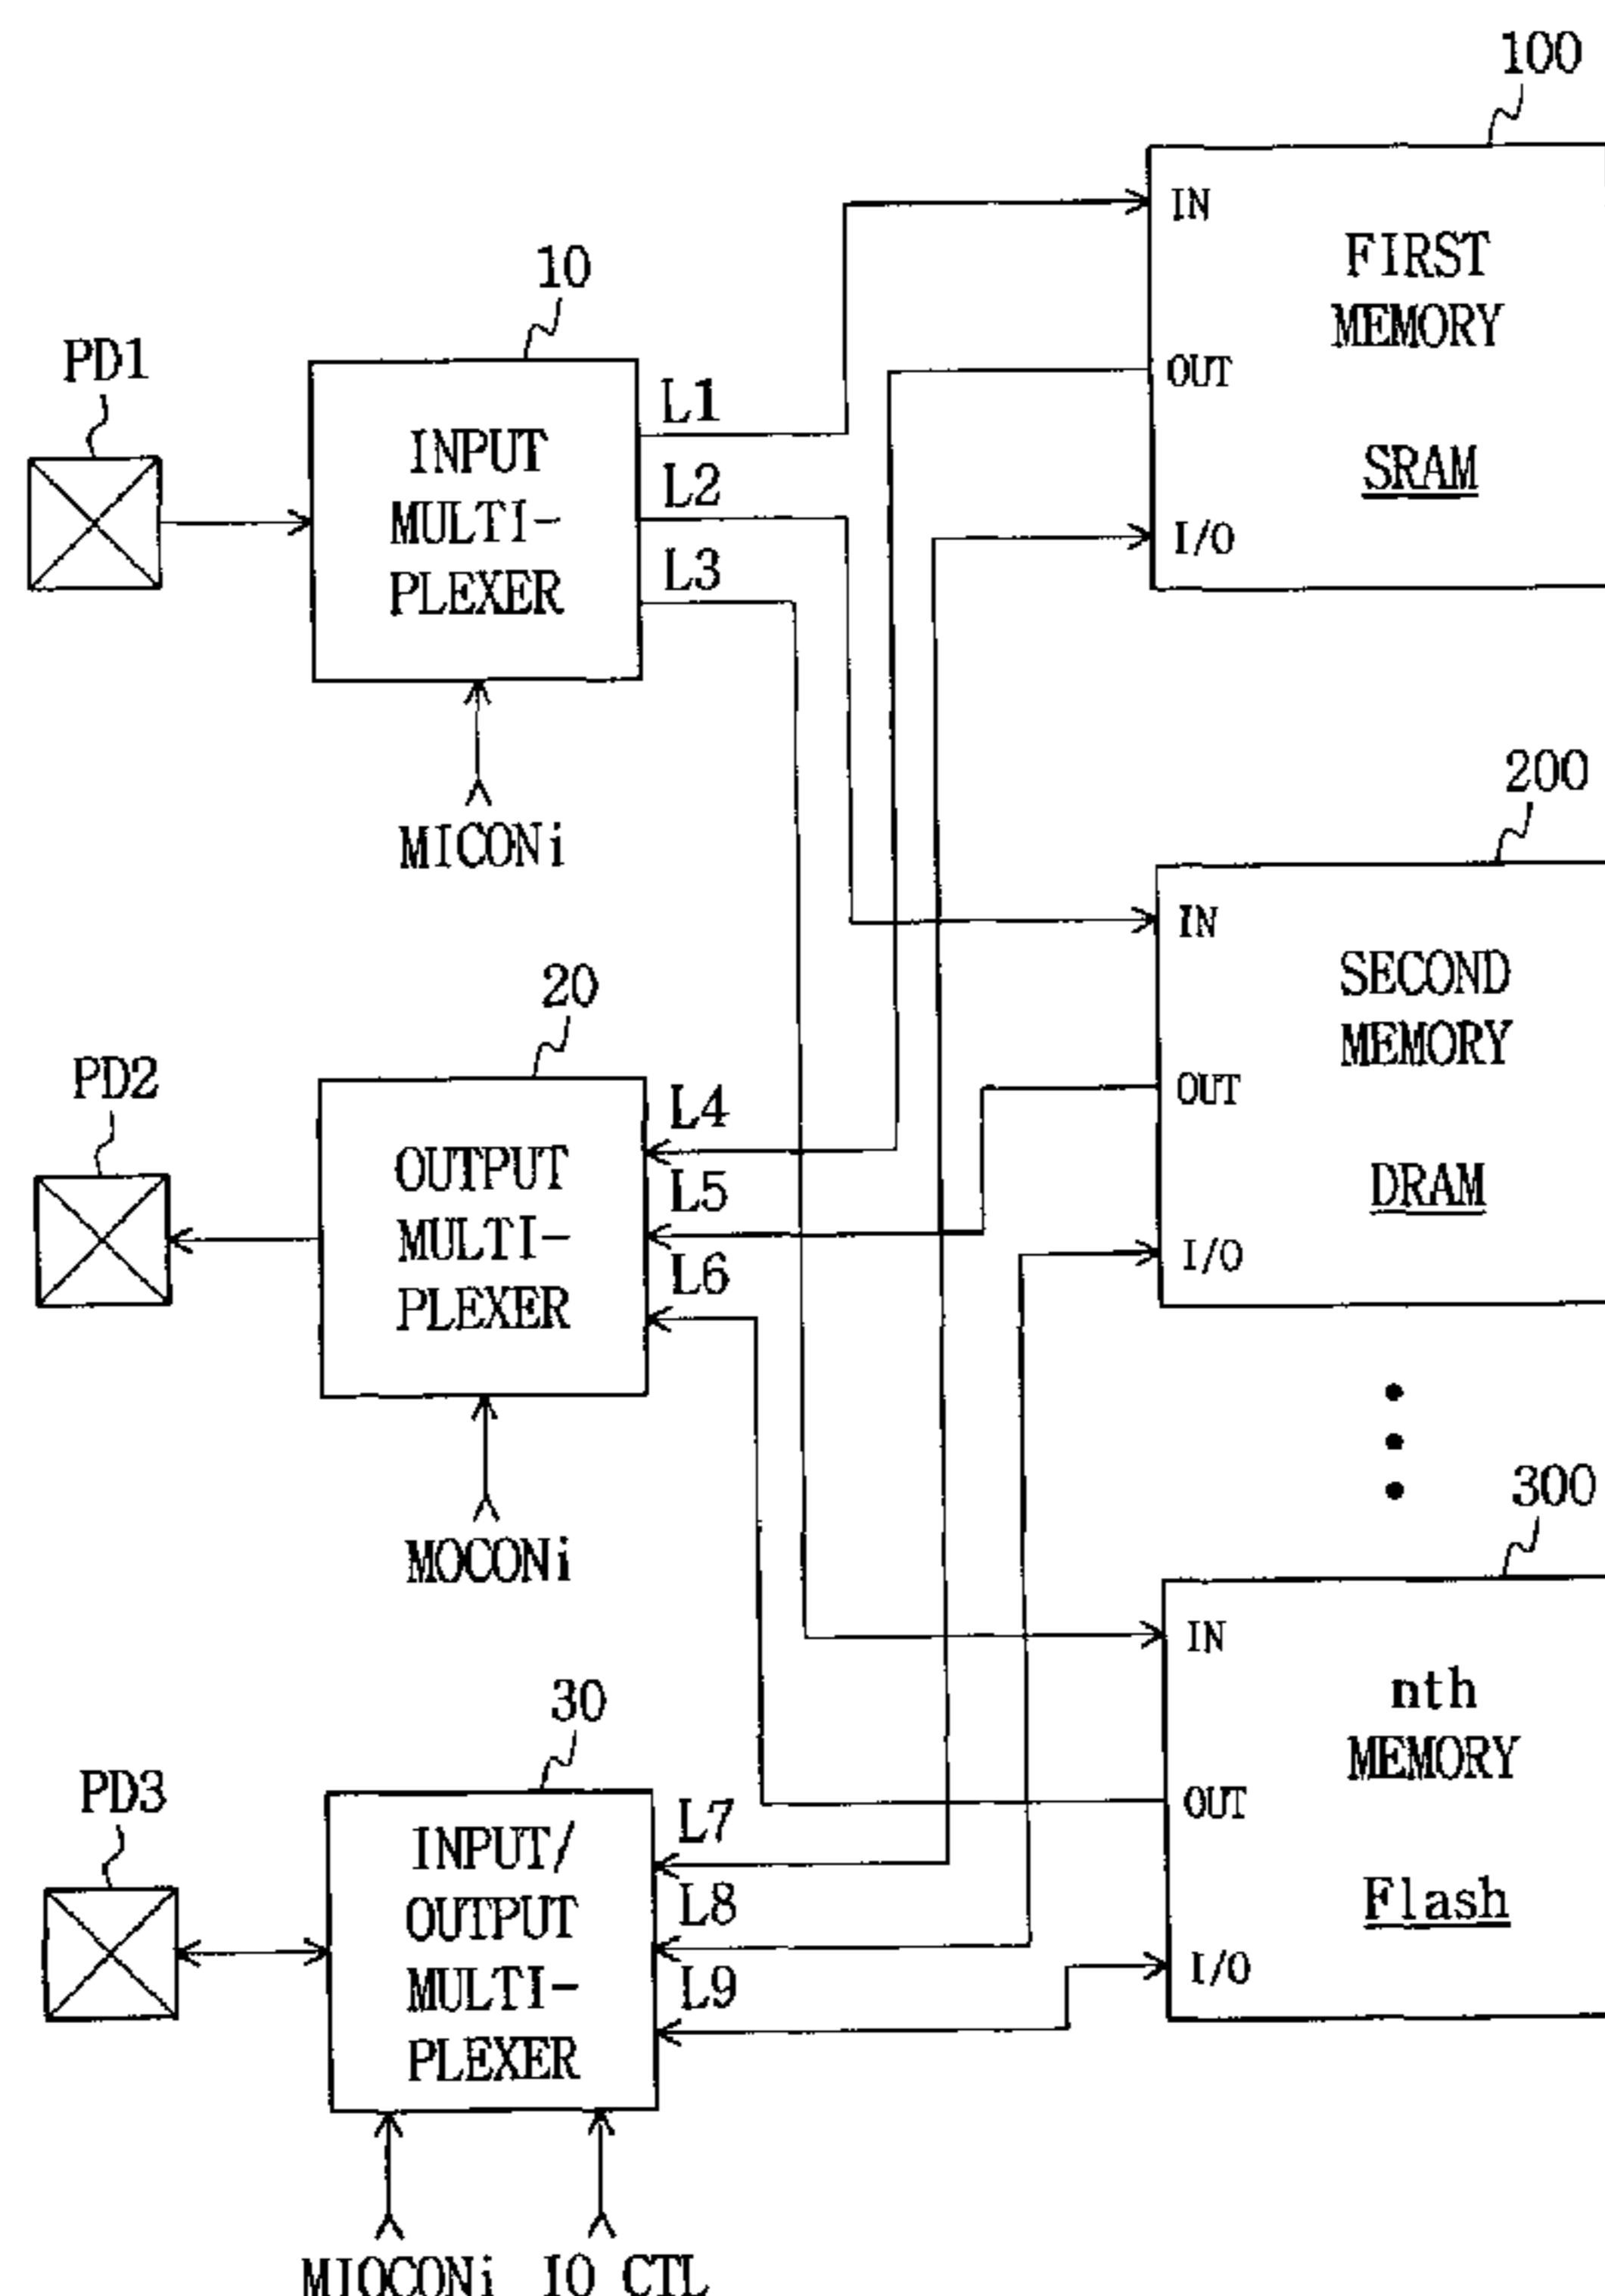 100
IN
FIRST
MEMORY
OUT
SRAM
I/O
10
PD1
INPUT
MULTI-
PLEXER
L1
L2
L3
MICONi
200
IN
SECOND
MEMORY
OUT
DRAM
I/O
20
PD2
OUTPUT
MULTI-
PLEXER
L4
L5
L6
MOCONi
300
IN
nth
MEMORY
OUT
Flash
I/O
30
PD3
INPUT/
OUTPUT
MULTI-
PLEXER
L7
L8
L9
MIOCONi
IO CTL